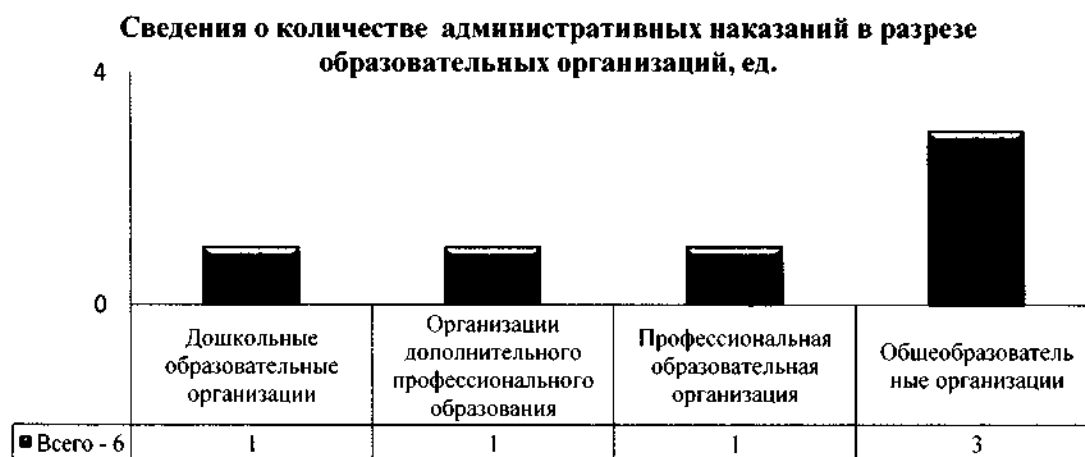 Сведения о количестве административных наказаний в разрезе
образовательных организаций, ед.
4
0
Дошкольные
образовательные
организации
Организации
дополнительного
профессионального
образования
Профессиональная
образовательная
организация
Общеобразователь
ные организации
Всего - 6 1 1 1 3